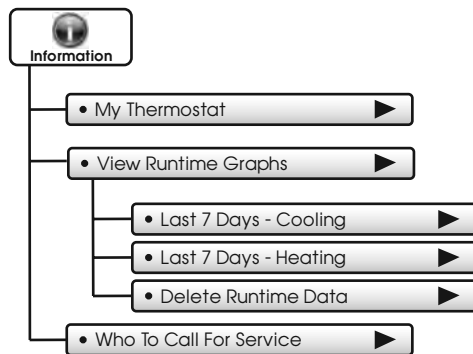 Information
• My Thermostat
• View Runtime Graphs
• Last 7 Days - Cooling
• Last 7 Days - Heating
• Delete Runtime Data
• Who To Call For Service